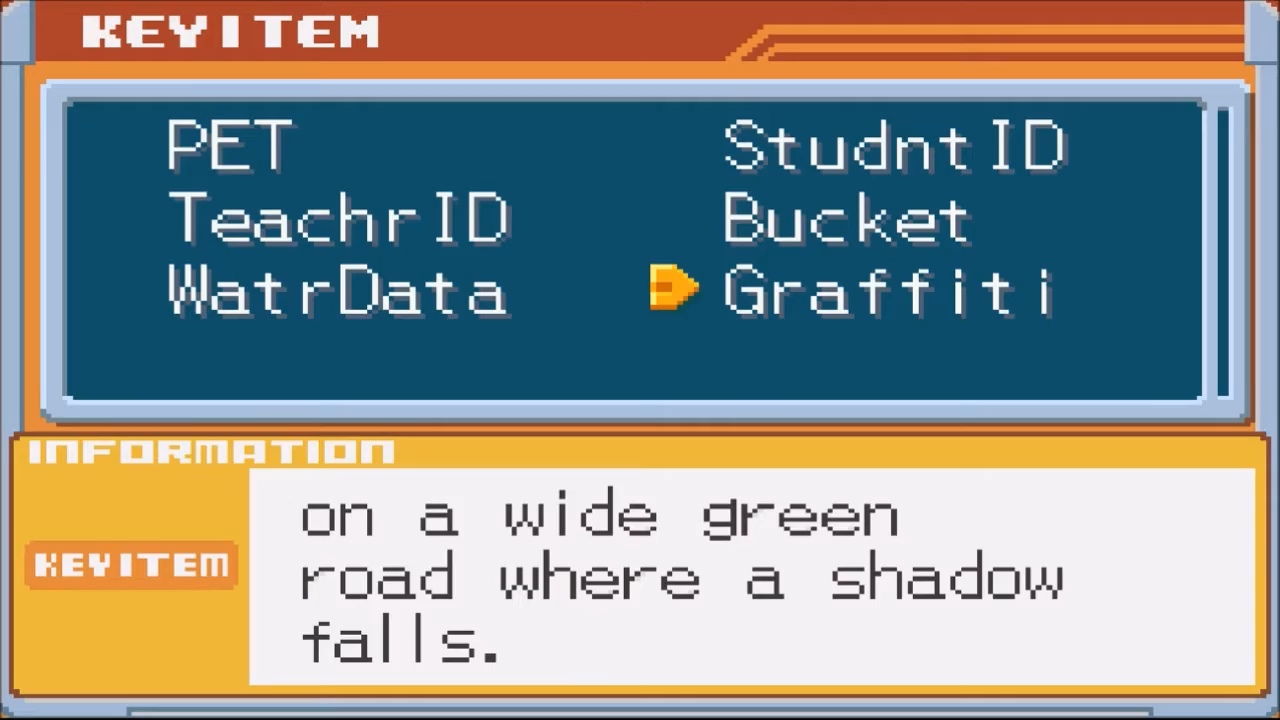 KEYITEM
PET StudntID
TeachrID Bucket
WatrData Graffiti
INFORMATION
KEYITEM
on a wide green
road where a shadow
falls.